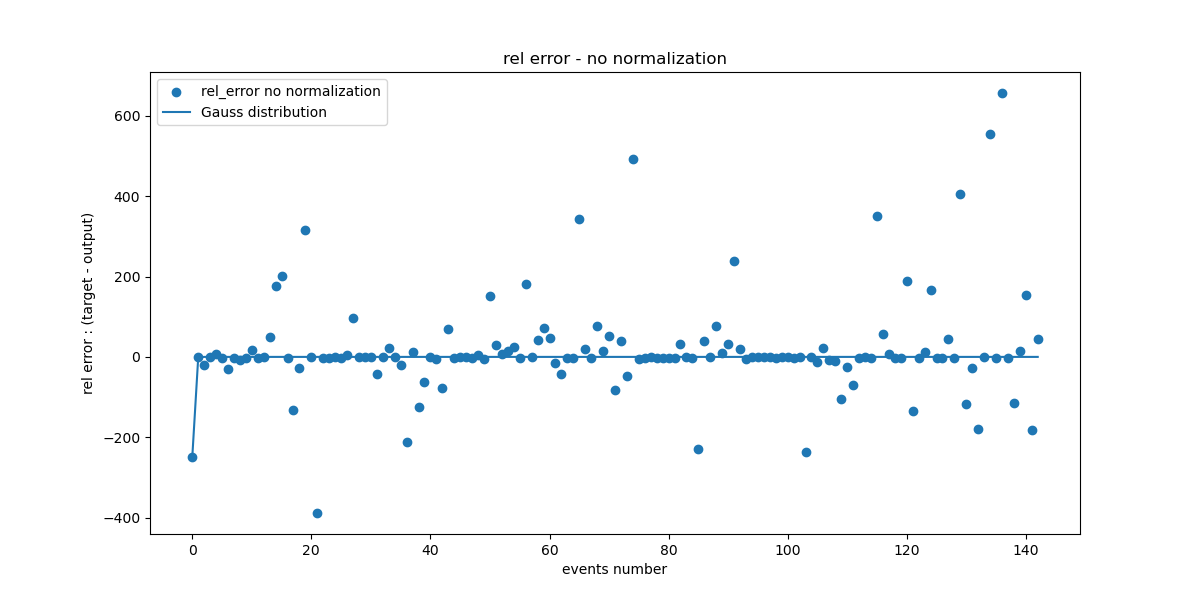 rel error - no normalization
rel_error no normalization
Gauss distribution
rel error : (target - output)
600
400
200
0
−200
−400
0 20 40 60 80 100 120 140
events number